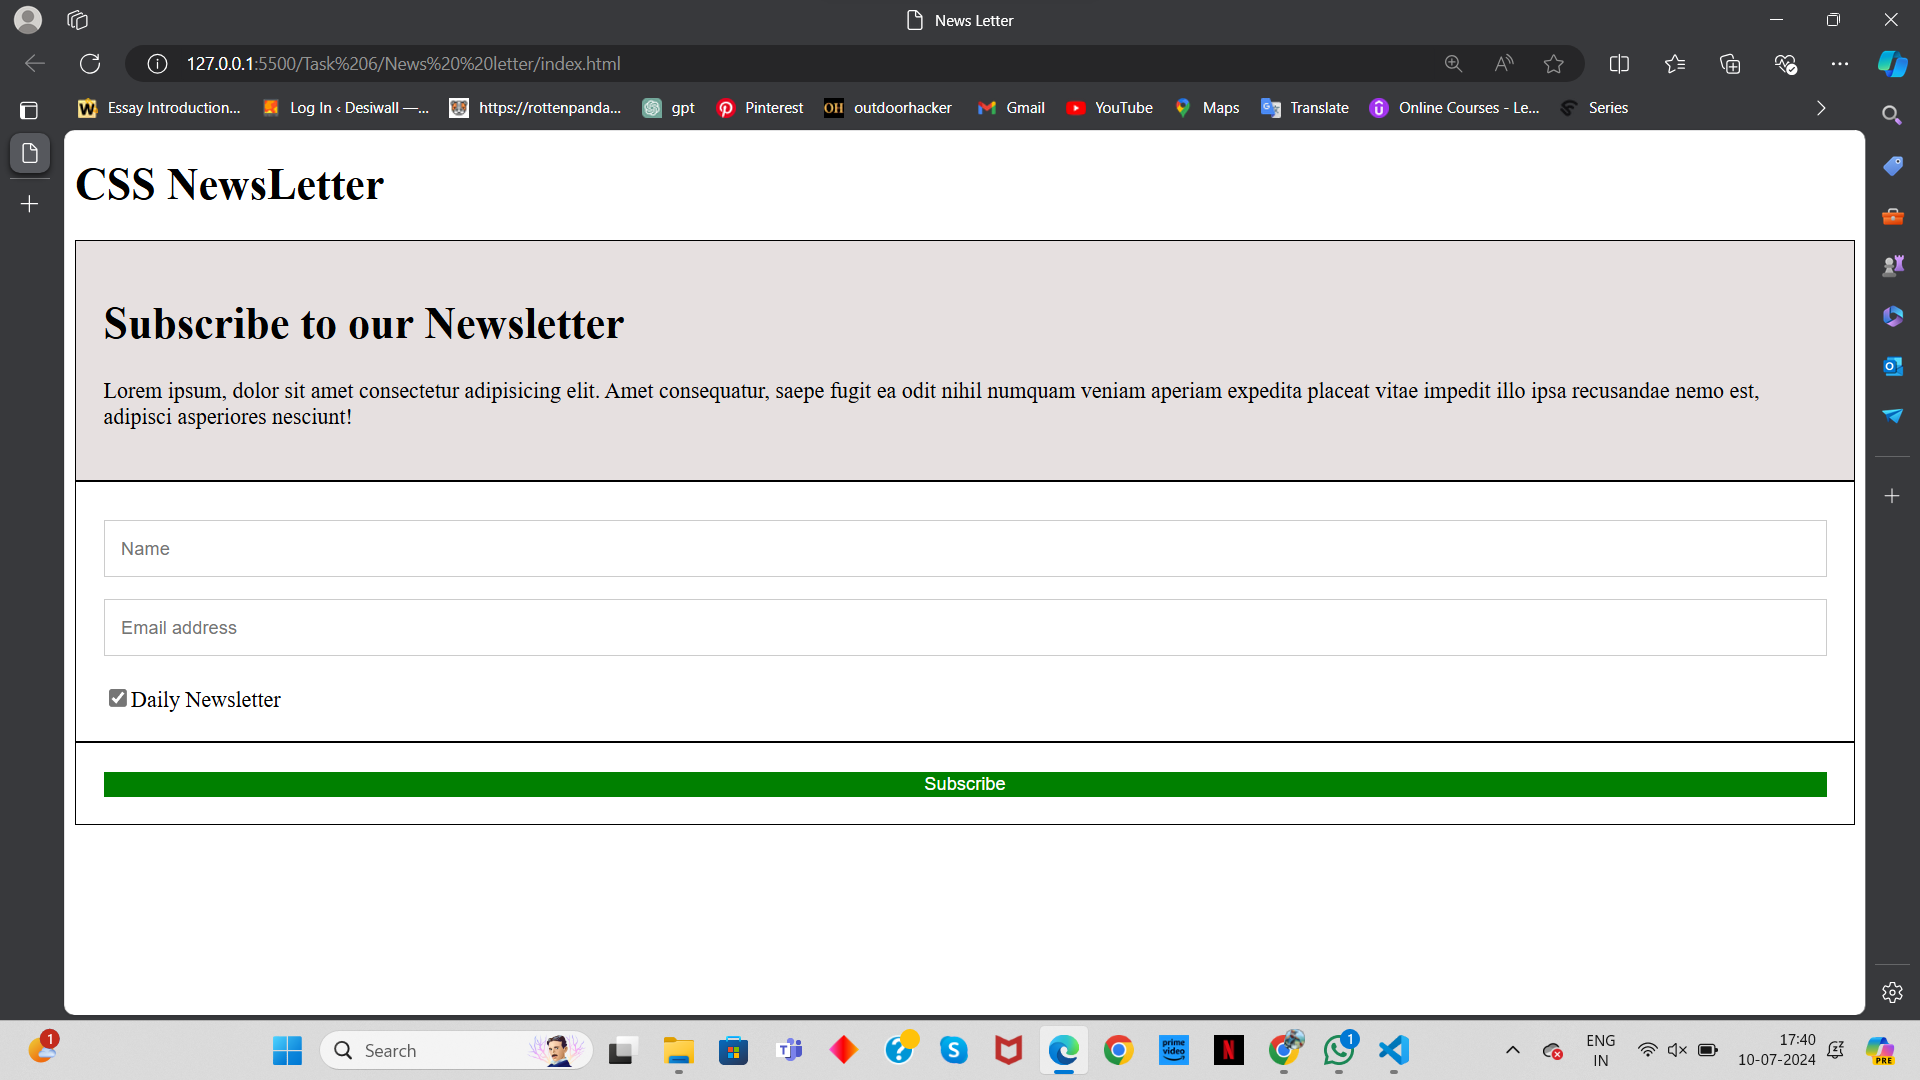 News Letter
127.0.0.1:5500/Task%206/News%20%20letter/index.html
Essay Introduction...
Log In ‹ Desiwall —...
https://rottenpanda...
gpt
Pinterest
OH outdoorhacker
Gmail
YouTube
Maps
Translate
Online Courses - Le...
Series
CSS NewsLetter
Subscribe to our Newsletter
Lorem ipsum, dolor sit amet consectetur adipisicing elit. Amet consequatur, saepe fugit ea odit nihil numquam veniam aperiam expedita placeat vitae impedit illo ipsa recusandae nemo est,
adipisci asperiores nesciunt!
Name
Email address
Daily Newsletter
Subscribe
1
Search
prime video
N
1
ENG
IN
17:40
10-07-2024
PRE